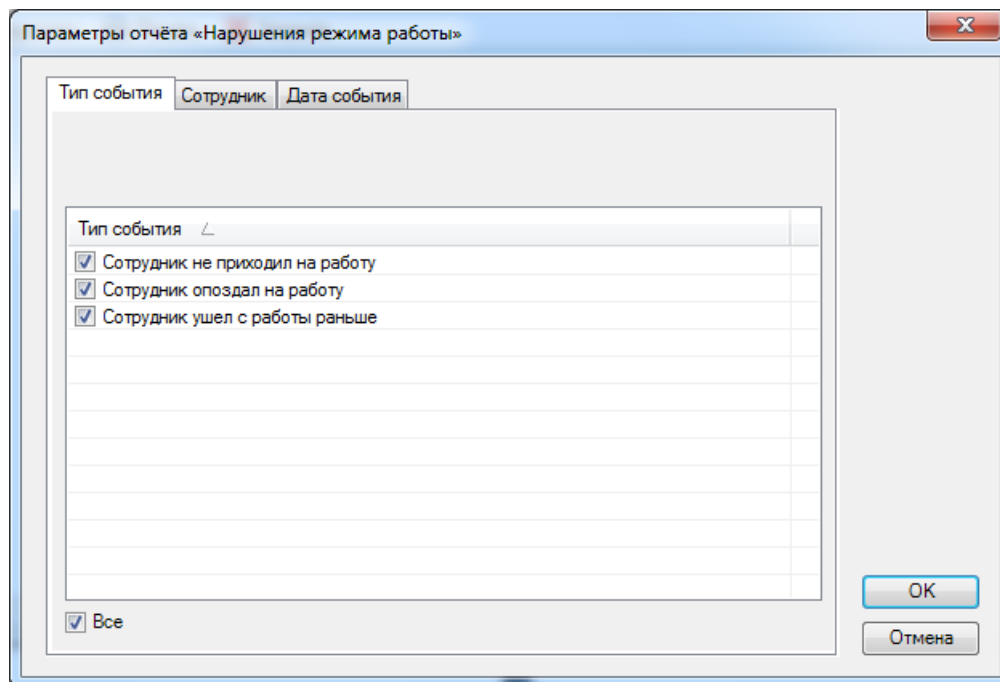 Параметры отчёта «Нарушения режима работы»
Тип события Сотрудник Дата события
Тип события
Сотрудник не приходил на работу
Сотрудник опоздал на работу
Сотрудник ушел с работы раньше
Все
OK
Отмена